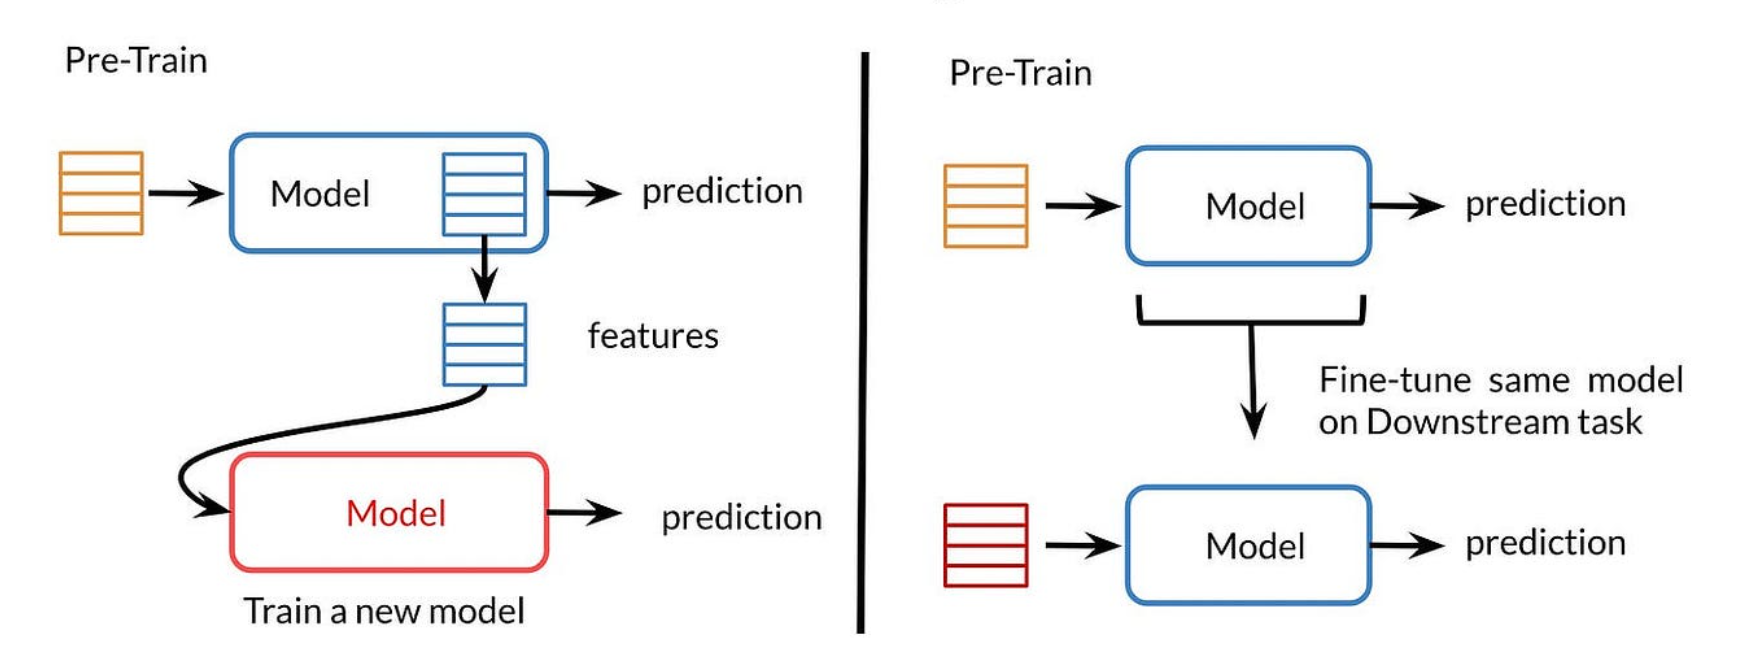 Pre-Train
Model
prediction
features
Model
prediction
Train a new model
Pre-Train
Model
prediction
Fine-tune same model
on Downstream task
Model
prediction